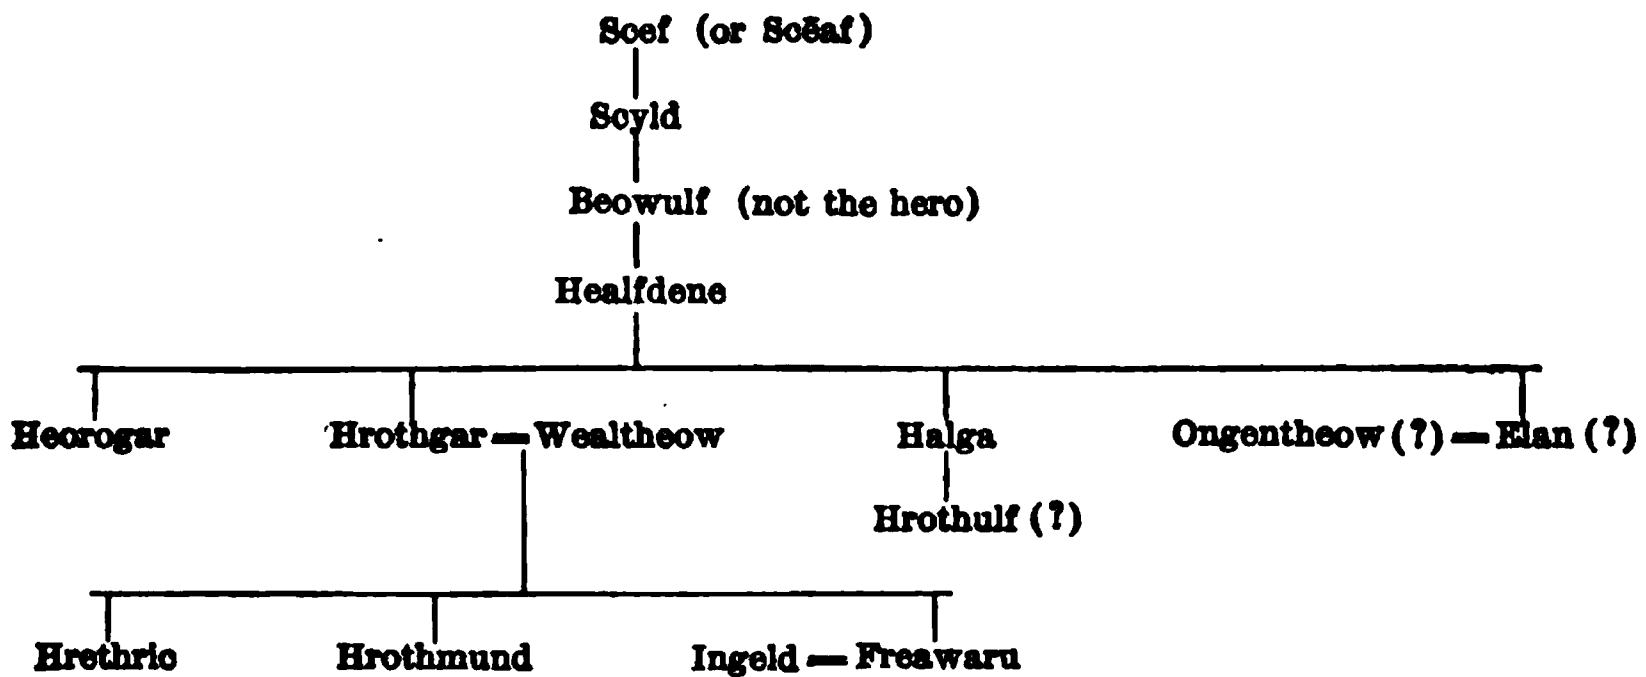 Scef (or Scēaf)
Scyld
Beowulf (not the hero)
Healfdene
Heorogar Hrothgar — Wealtheow Halga Ongentheow (?) — Elan (?)
Hrothulf (?)
Hrethric Hrothmund Ingeld — Freawaru